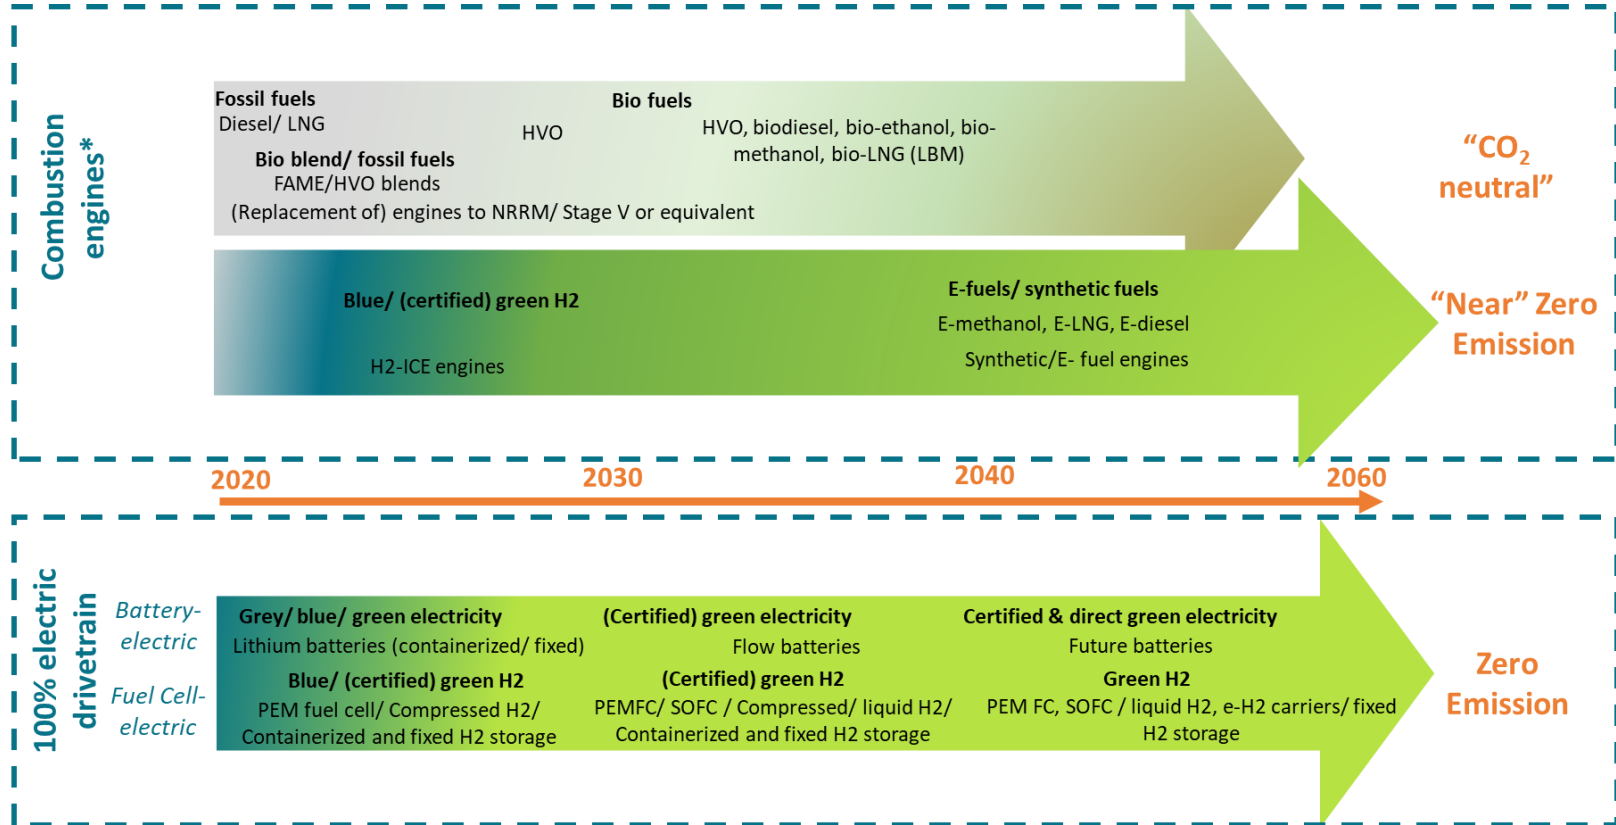 Combustion
engines*
Fossil fuels
Diesel/ LNG
Bio blend/ fossil fuels
FAME/HVO blends
(Replacement of) engines to NRRM/ Stage V or equivalent
HVO
Bio fuels
HVO, biodiesel, bio-ethanol, bio-
methanol, bio-LNG (LBM)
“CO2
neutral”
Blue/ (certified) green H2
H2-ICE engines
E-fuels/ synthetic fuels
E-methanol, E-LNG, E-diesel
Synthetic/E- fuel engines
“Near” Zero
Emission
2020
2030
2040
2060
100% electric
drivetrain
Battery-
electric
Grey/ blue/ green electricity
Lithium batteries (containerized/ fixed)
(Certified) green electricity
Flow batteries
Certified & direct green electricity
Future batteries
Fuel Cell-
electric
Blue/ (certified) green H2
PEM fuel cell/ Compressed H2/
Containerized and fixed H2 storage
(Certified) green H2
PEMFC/ SOFC / Compressed/ liquid H2/
Containerized and fixed H2 storage
Green H2
PEM FC, SOFC / liquid H2, e-H2 carriers/ fixed
H2 storage
Zero
Emission